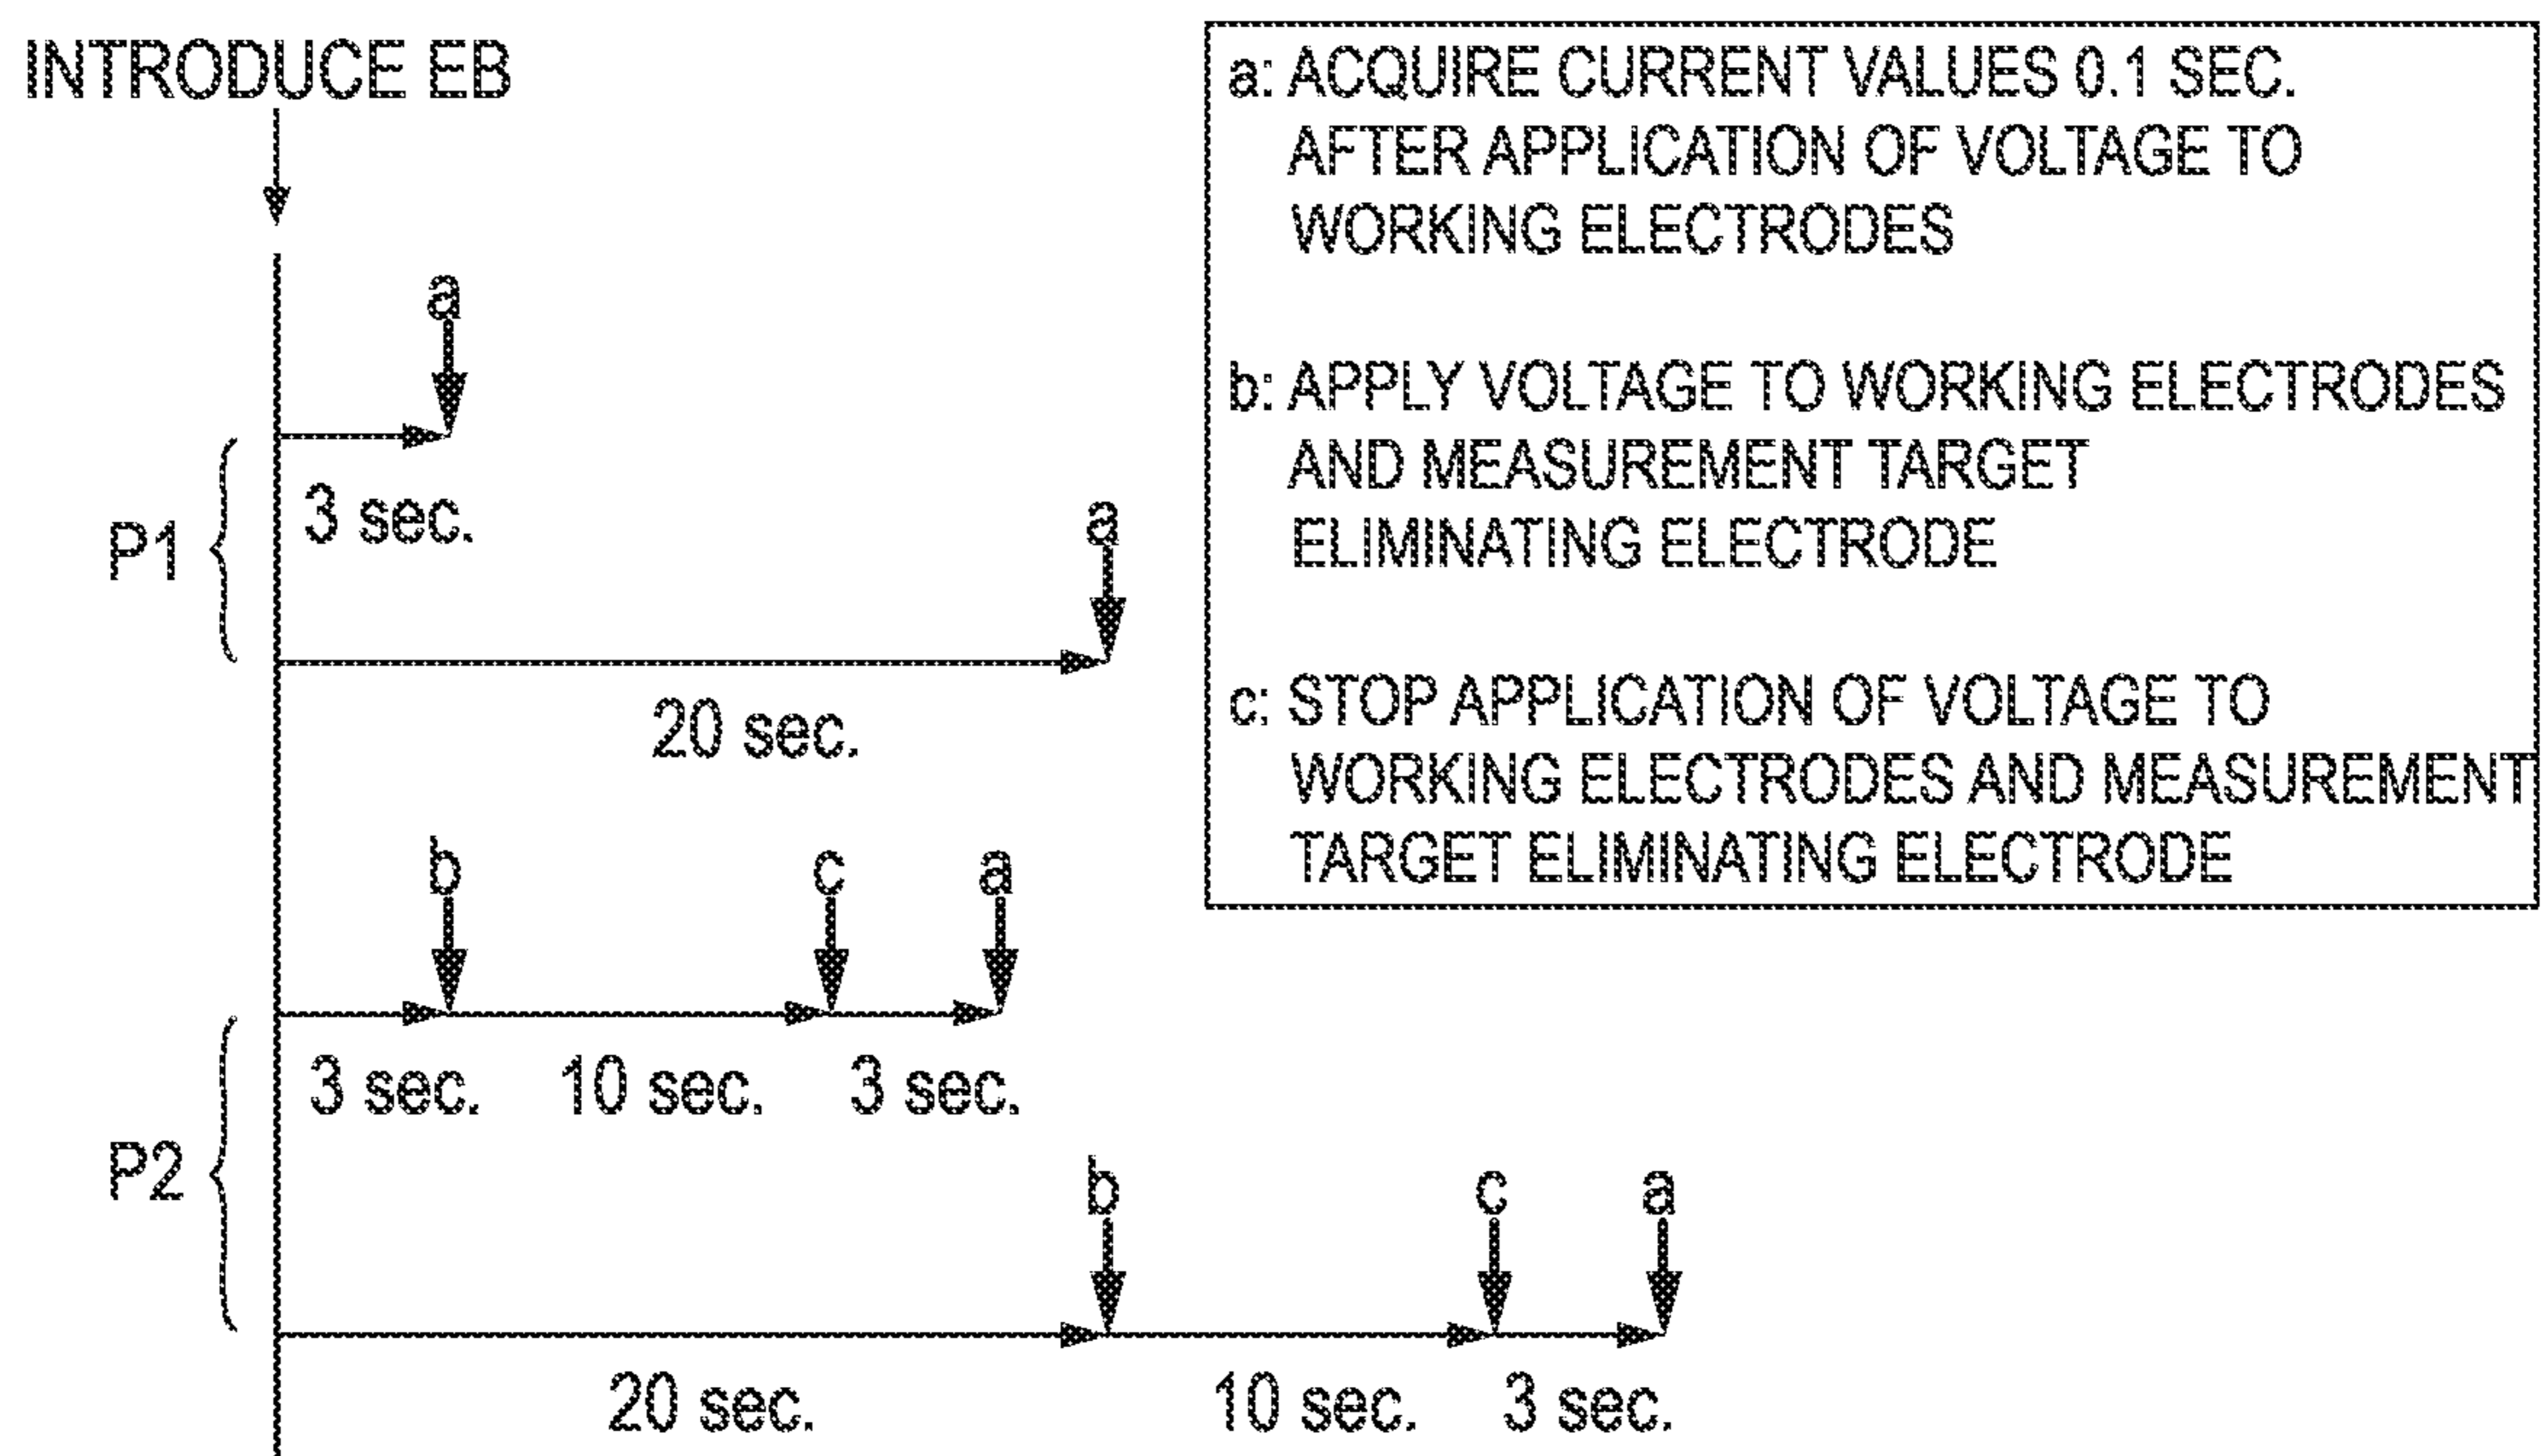 INTRODUCE EB
a: ACQUIRE CURRENT VALUES 0.1 SEC.
AFTER APPLICATION OF VOLTAGE TO
WORKING ELECTRODES
b: APPLY VOLTAGE TO WORKING ELECTRODES
AND MEASUREMENT TARGET
ELIMINATING ELECTRODE
c: STOP APPLICATION OF VOLTAGE TO
WORKING ELECTRODES AND MEASUREMENT
TARGET ELIMINATING ELECTRODE
a
3 sec.
P1
a
20 sec.
b c a
3 sec. 10 sec. 3 sec.
P2
b c a
20 sec. 10 sec. 3 sec.